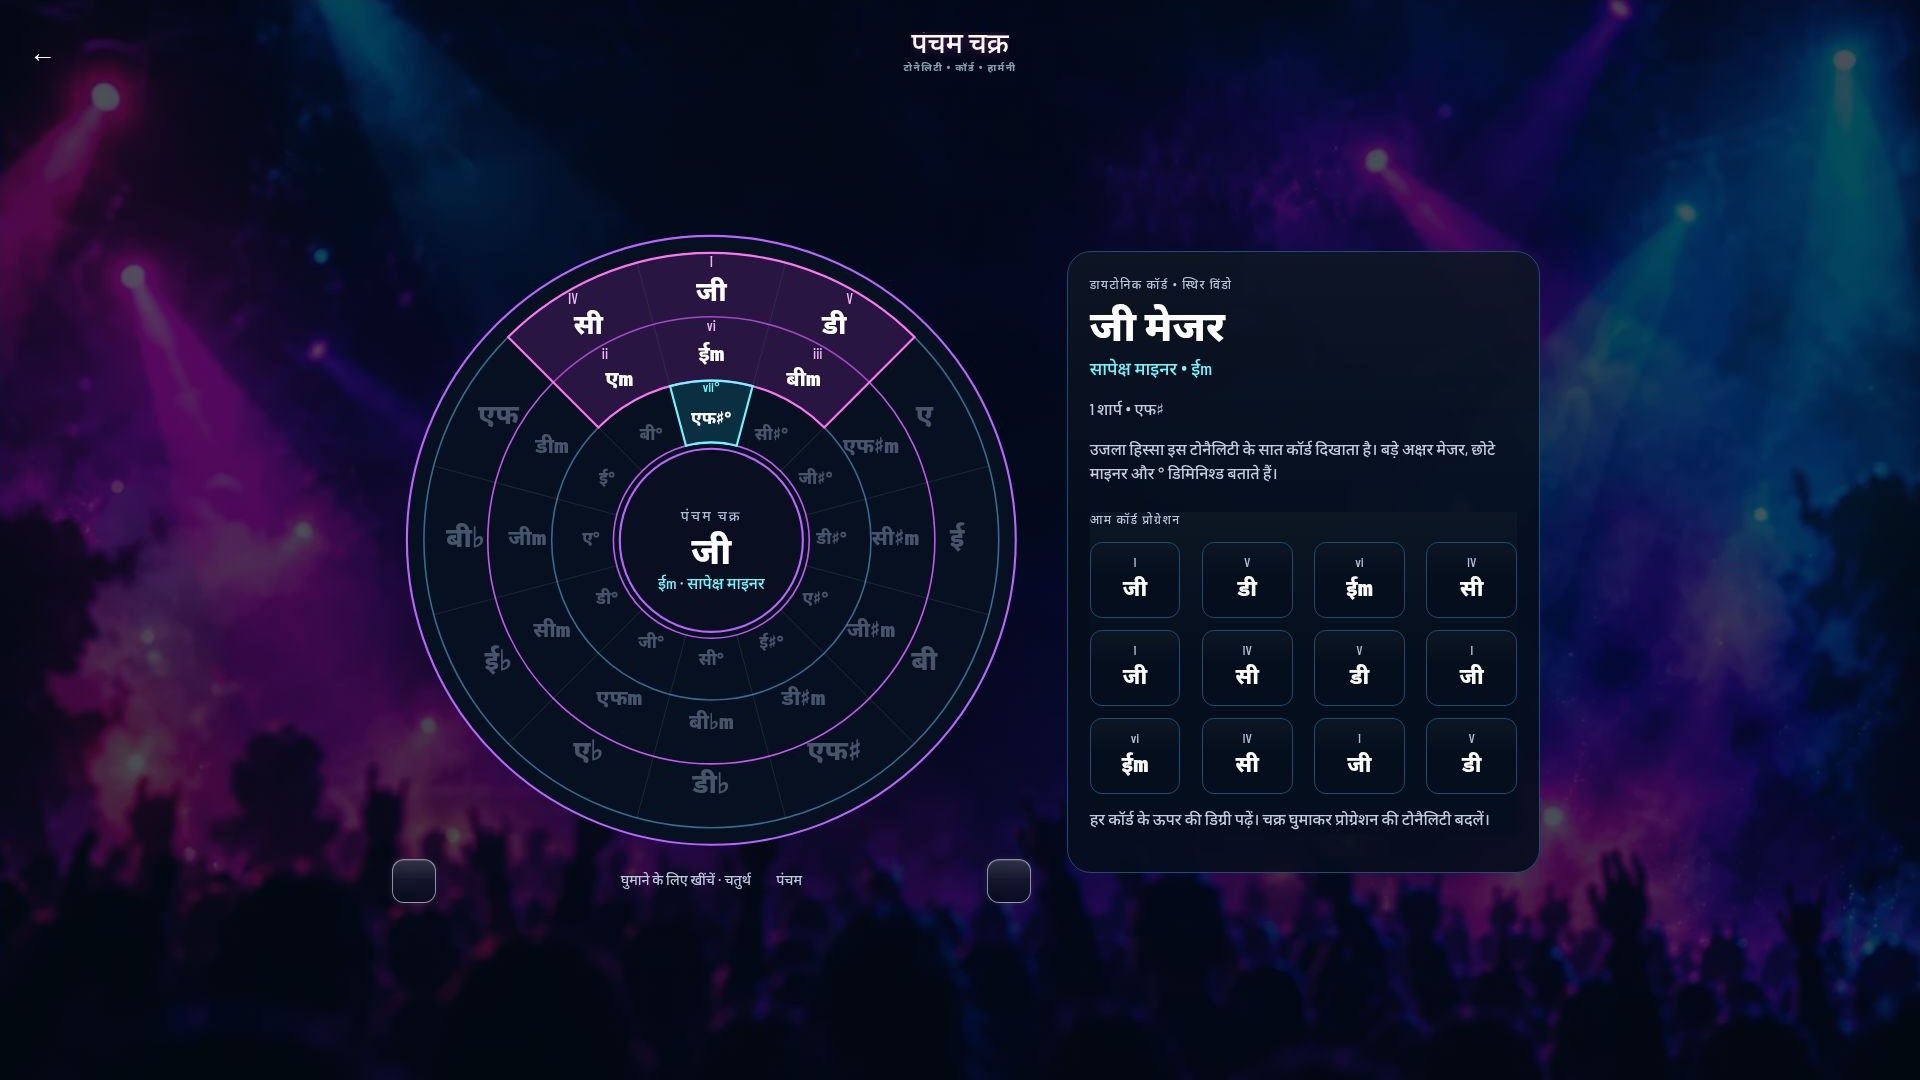 ←
पंचम चक्र
टोनैलिटी • कॉर्ड • हार्मनी
I
जी
IV
सी
V
डी
vi
ईm
ii
एm
iii
बीm
vii°
एफ♯°
एफ
डीm
बी°
सी♯°
एफ♯m
ए
ई°
जी♯°
बी♭
जीm
ए°
डी♯°
सी♯m
ई
डी°
ए♯°
ई♭
सीm
जी°
सी°
ई♯°
जी♯m
बी
एफm
बी♭m
डी♯m
ए♭
डी♭
एफ♯
पंचम चक्र
जी
ईm · सापेक्ष माइनर
घुमाने के लिए खींचें · चतुर्थ पंचम
डायटोनिक कॉर्ड • स्थिर विंडो
जी मेजर
सापेक्ष माइनर • ईm
1 शार्प • एफ♯
उजला हिस्सा इस टोनैलिटी के सात कॉर्ड दिखाता है। बड़े अक्षर मेजर, छोटे
माइनर और ° डिमिनिश्ड बताते हैं।
आम कॉर्ड प्रोग्रेशन
I V vi IV
जी डी ईm सी
I IV V I
जी सी डी जी
vi IV I V
ईm सी जी डी
हर कॉर्ड के ऊपर की डिग्री पढ़ें। चक्र घुमाकर प्रोग्रेशन की टोनैलिटी बदलें।